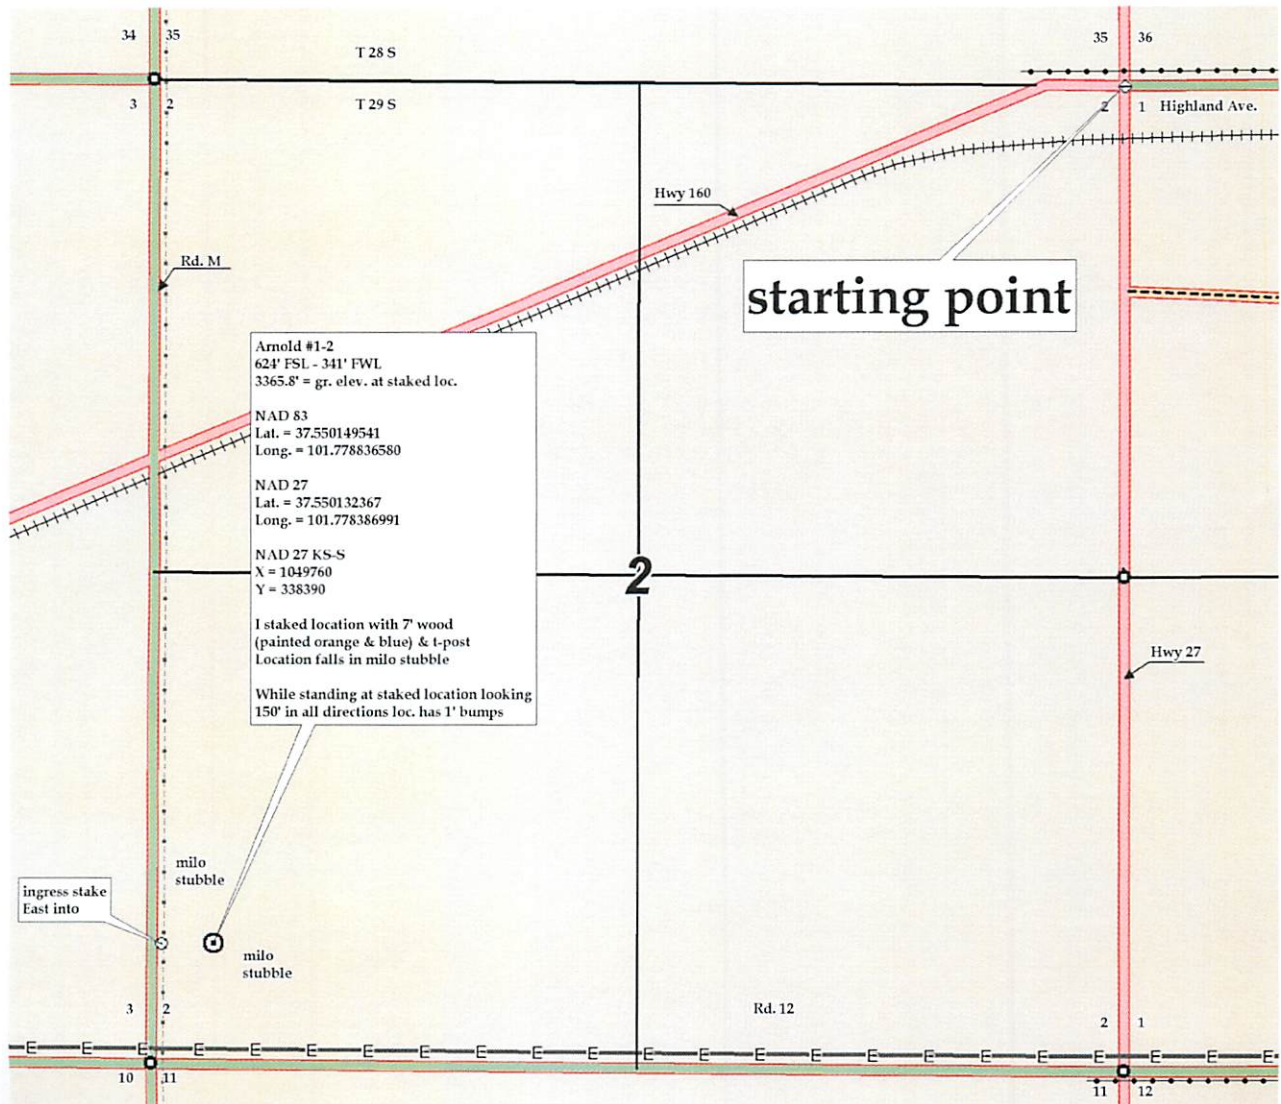 34 35
35 36
T 28 S
3 2
T 29 S
2 1 Highland Ave.
Hwy 160
Rd. M
starting point
Arnold #1-2
624' FSL - 341' FWL
3365.8' = gr. elev. at staked loc.
NAD 83
Lat. = 37.550149541
Long. = 101.778836580
NAD 27
Lat. = 37.550132367
Long. = 101.778386991
NAD 27 KS-S
X = 1049760
Y = 338390
I staked location with 7' wood
(painted orange & blue) & t-post
Location falls in milo stubble
While standing at staked location looking
150' in all directions loc. has 1' bumps
2
Hwy 27
milo
stubble
ingress stake
East into
milo
stubble
3 2
Rd. 12
2 1
E E E E E E E E E E E E E E E E E E E E E E
10 11
11 12